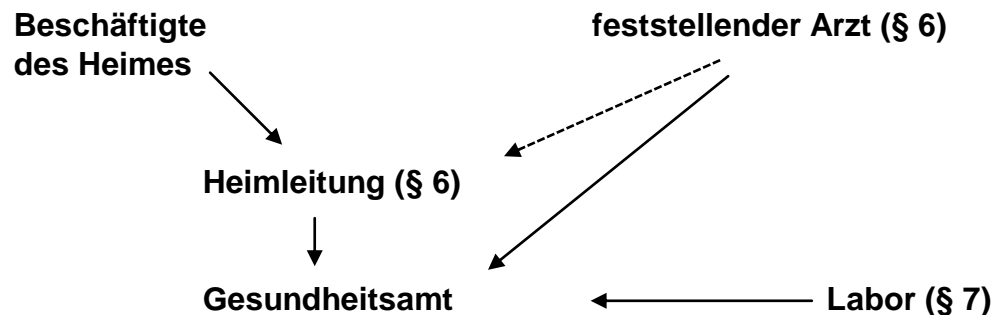 Beschäftigte
des Heimes
feststellender Arzt (§ 6)
Heimleitung (§ 6)
Gesundheitsamt
Labor (§ 7)